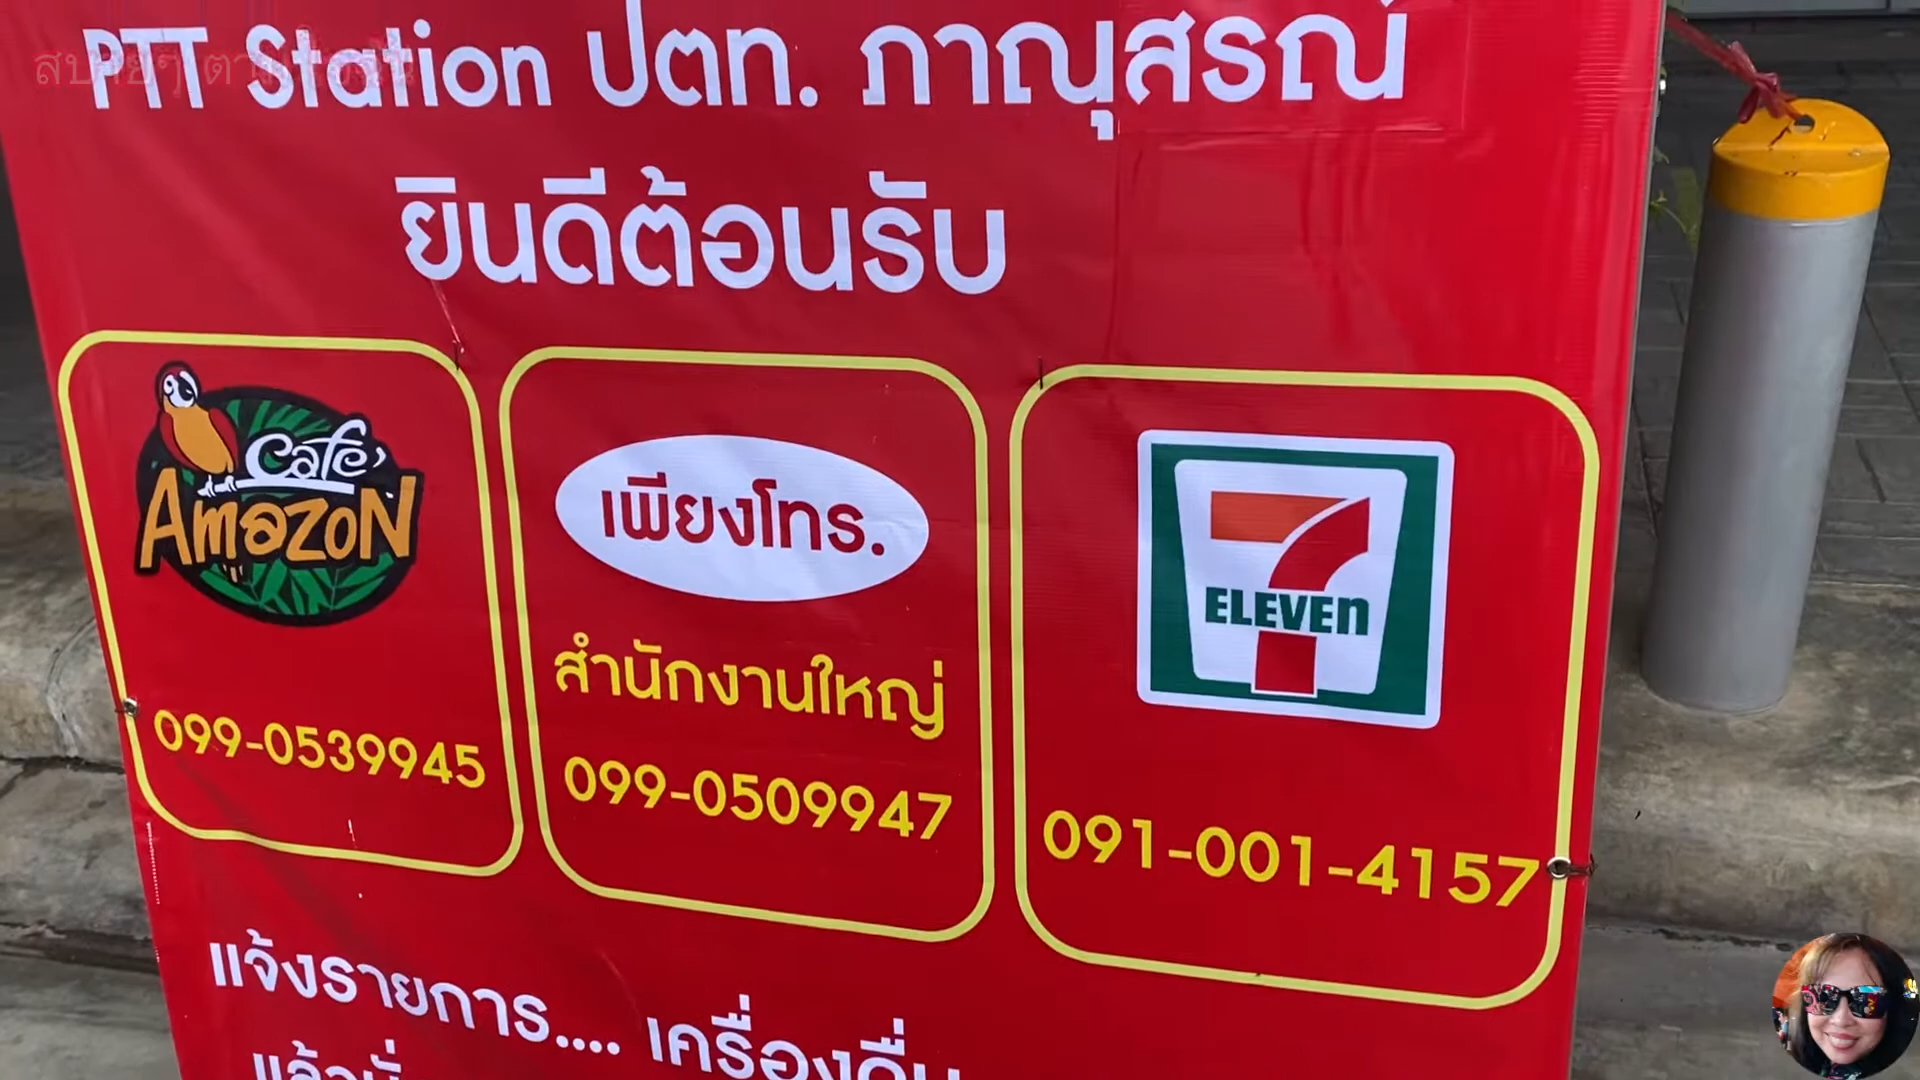 PTT Station ปตท. ภาณุสรณ์
ยินดีต้อนรับ
Café
AmazoN
099-0539945
เพียงโทร.
สำนักงานใหญ่
099-0509947
7
ELEVEn
091-001-4157
แจ้งรายการ.... เครื่องดื่ม